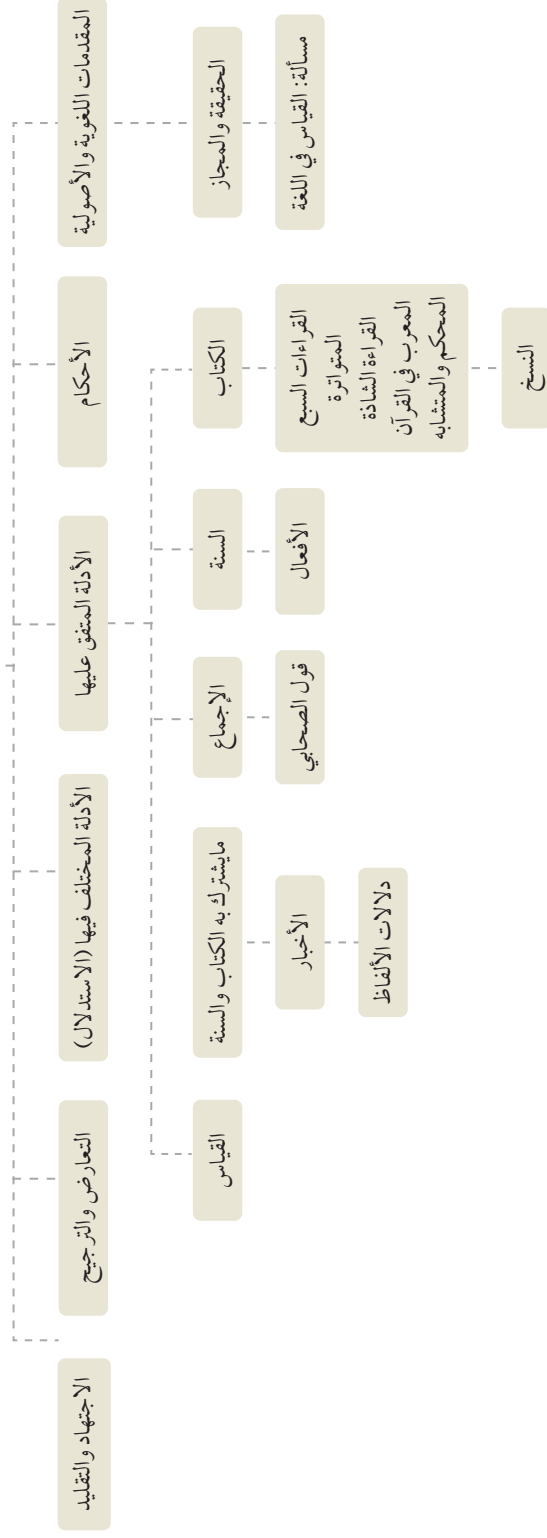 المقدمات اللغوية والأصولية
الأحكام
الأدلة المتفق عليها
الأدلة المختلف فيها (الاستدلال)
التعارض والترجيح
الاجتهاد والتقليد
الحقيقة والمجاز
الكتاب
السنة
الإجماع
مايشترك به الكتاب والسنة
القياس
مسألة: القياس في اللغة
القراءات السبع
المتواترة
القراءة الشاذة
المعرب في القرآن
المحكم والمتشابه
الأفعال
قول الصحابي
الأخبار
دلالات الألفاظ
النسخ